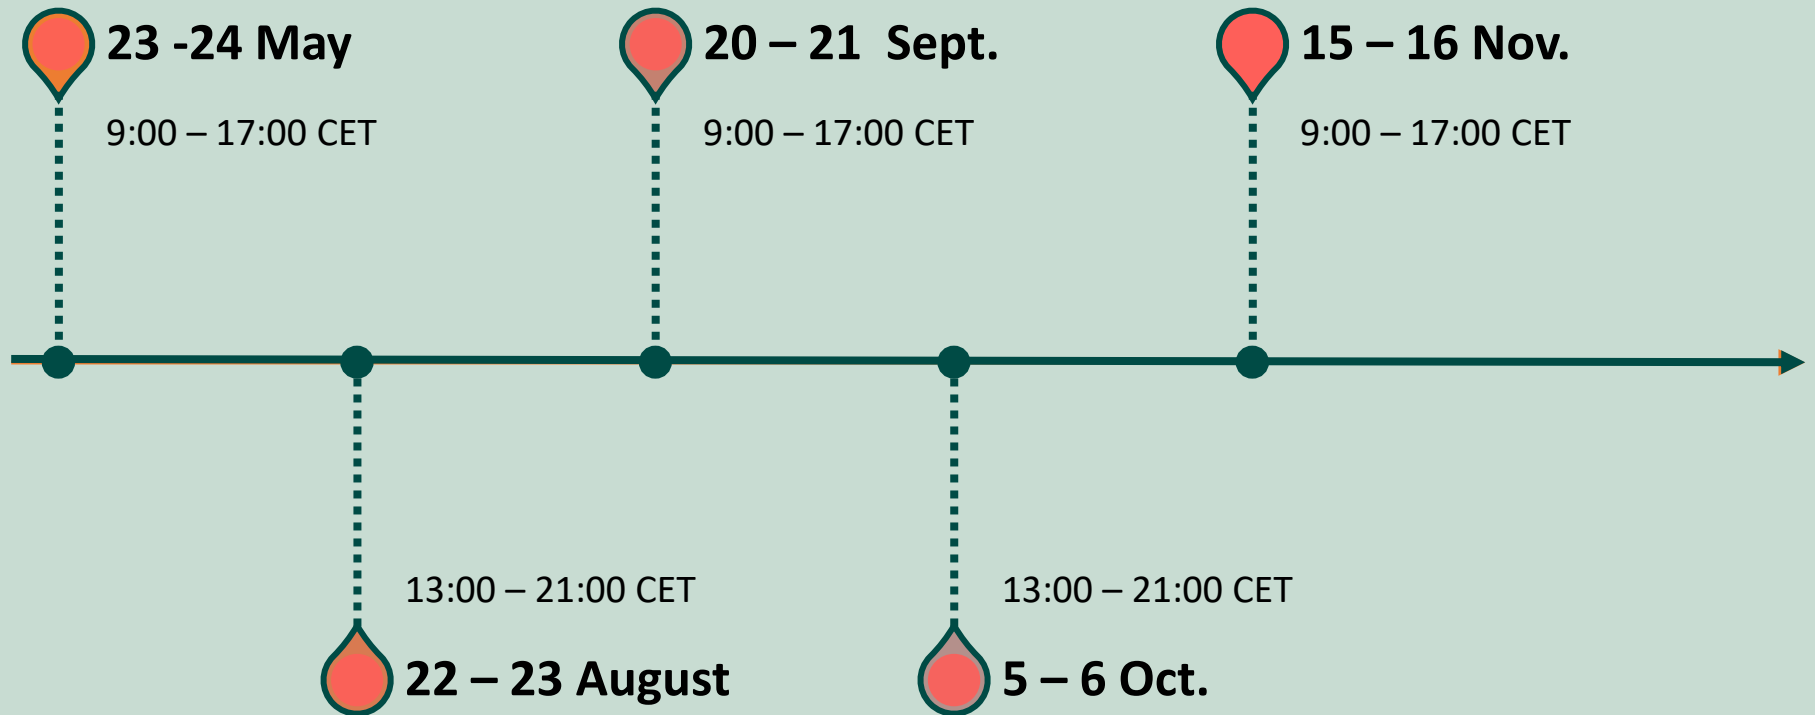 23 -24 May
9:00 – 17:00 CET
20 – 21  Sept.
9:00 – 17:00 CET
15 – 16 Nov.
9:00 – 17:00 CET
13:00 – 21:00 CET
22 – 23 August
13:00 – 21:00 CET
5 – 6 Oct.